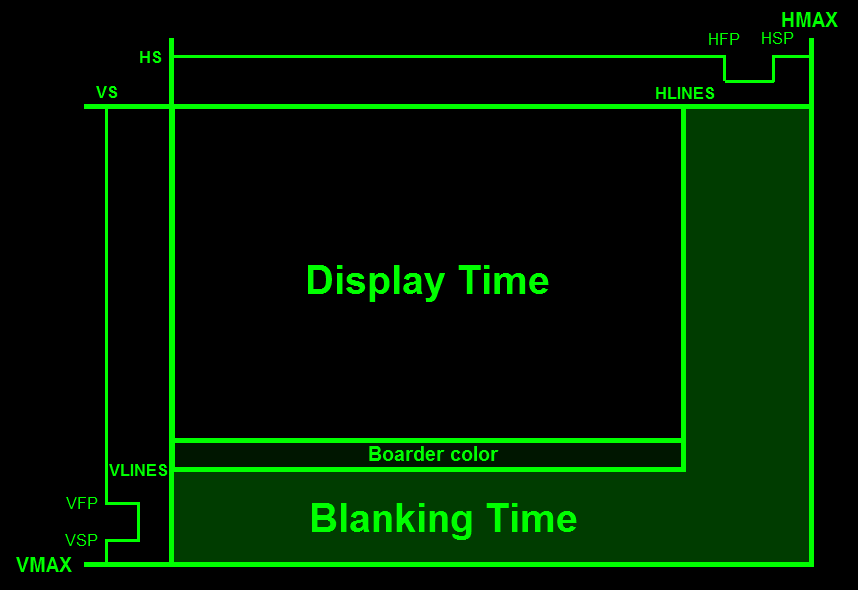 HMAX
HFP
HSP
HS
VS
HLINES
Display Time
Boarder color
VLINES
VFP
Blanking Time
VSP
VMAX